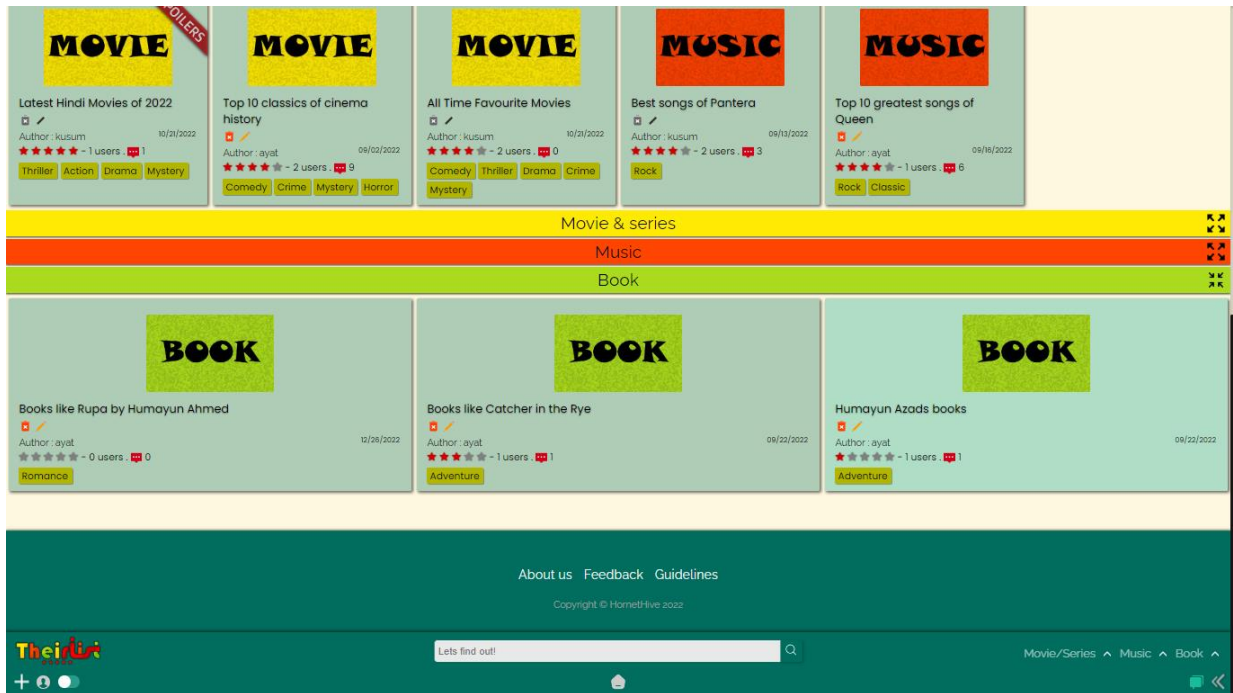 SPOILERS
MOVIE
MOVIE
MOVIE
MUSIC
MUSIC
Latest Hindi Movies of 2022
Author : kusum 10/21/2022
- 1 users . 1
Thriller Action Drama Mystery
Top 10 classics of cinema
history
Author : ayat 09/02/2022
- 2 users . 9
Comedy Crime Mystery Horror
All Time Favourite Movies
Author : kusum 10/21/2022
- 2 users . 0
Comedy Thriller Drama Crime
Mystery
Best songs of Pantera
Author : kusum 09/13/2022
- 2 users . 3
Rock
Top 10 greatest songs of
Queen
Author : ayat 09/16/2022
- 1 users . 6
Rock Classic
Movie & series
Music
Book
BOOK
Books like Rupa by Humayun Ahmed
Author : ayat 12/26/2022
- 0 users . 0
Romance
BOOK
Books like Catcher in the Rye
Author : ayat 09/22/2022
- 1 users . 1
Adventure
BOOK
Humayun Azads books
Author : ayat 09/22/2022
- 1 users . 1
Adventure
About us Feedback Guidelines
Copyright © HornetHive 2022
Theirlist
Lets find out!
Movie/Series Music Book